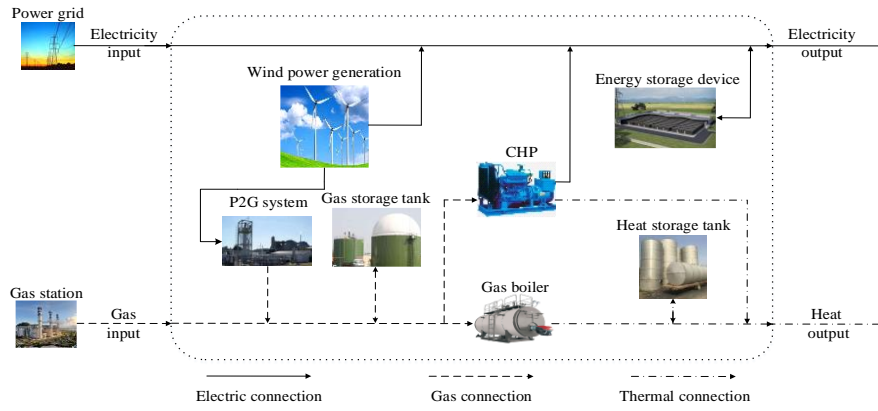 Power grid
Electricity
input
Electricity
output
Wind power generation
Energy storage device
CHP
P2G system
Gas storage tank
Heat storage tank
Gas station
Gas
input
Gas boiler
Heat
output
Electric connection
Gas connection
Thermal connection